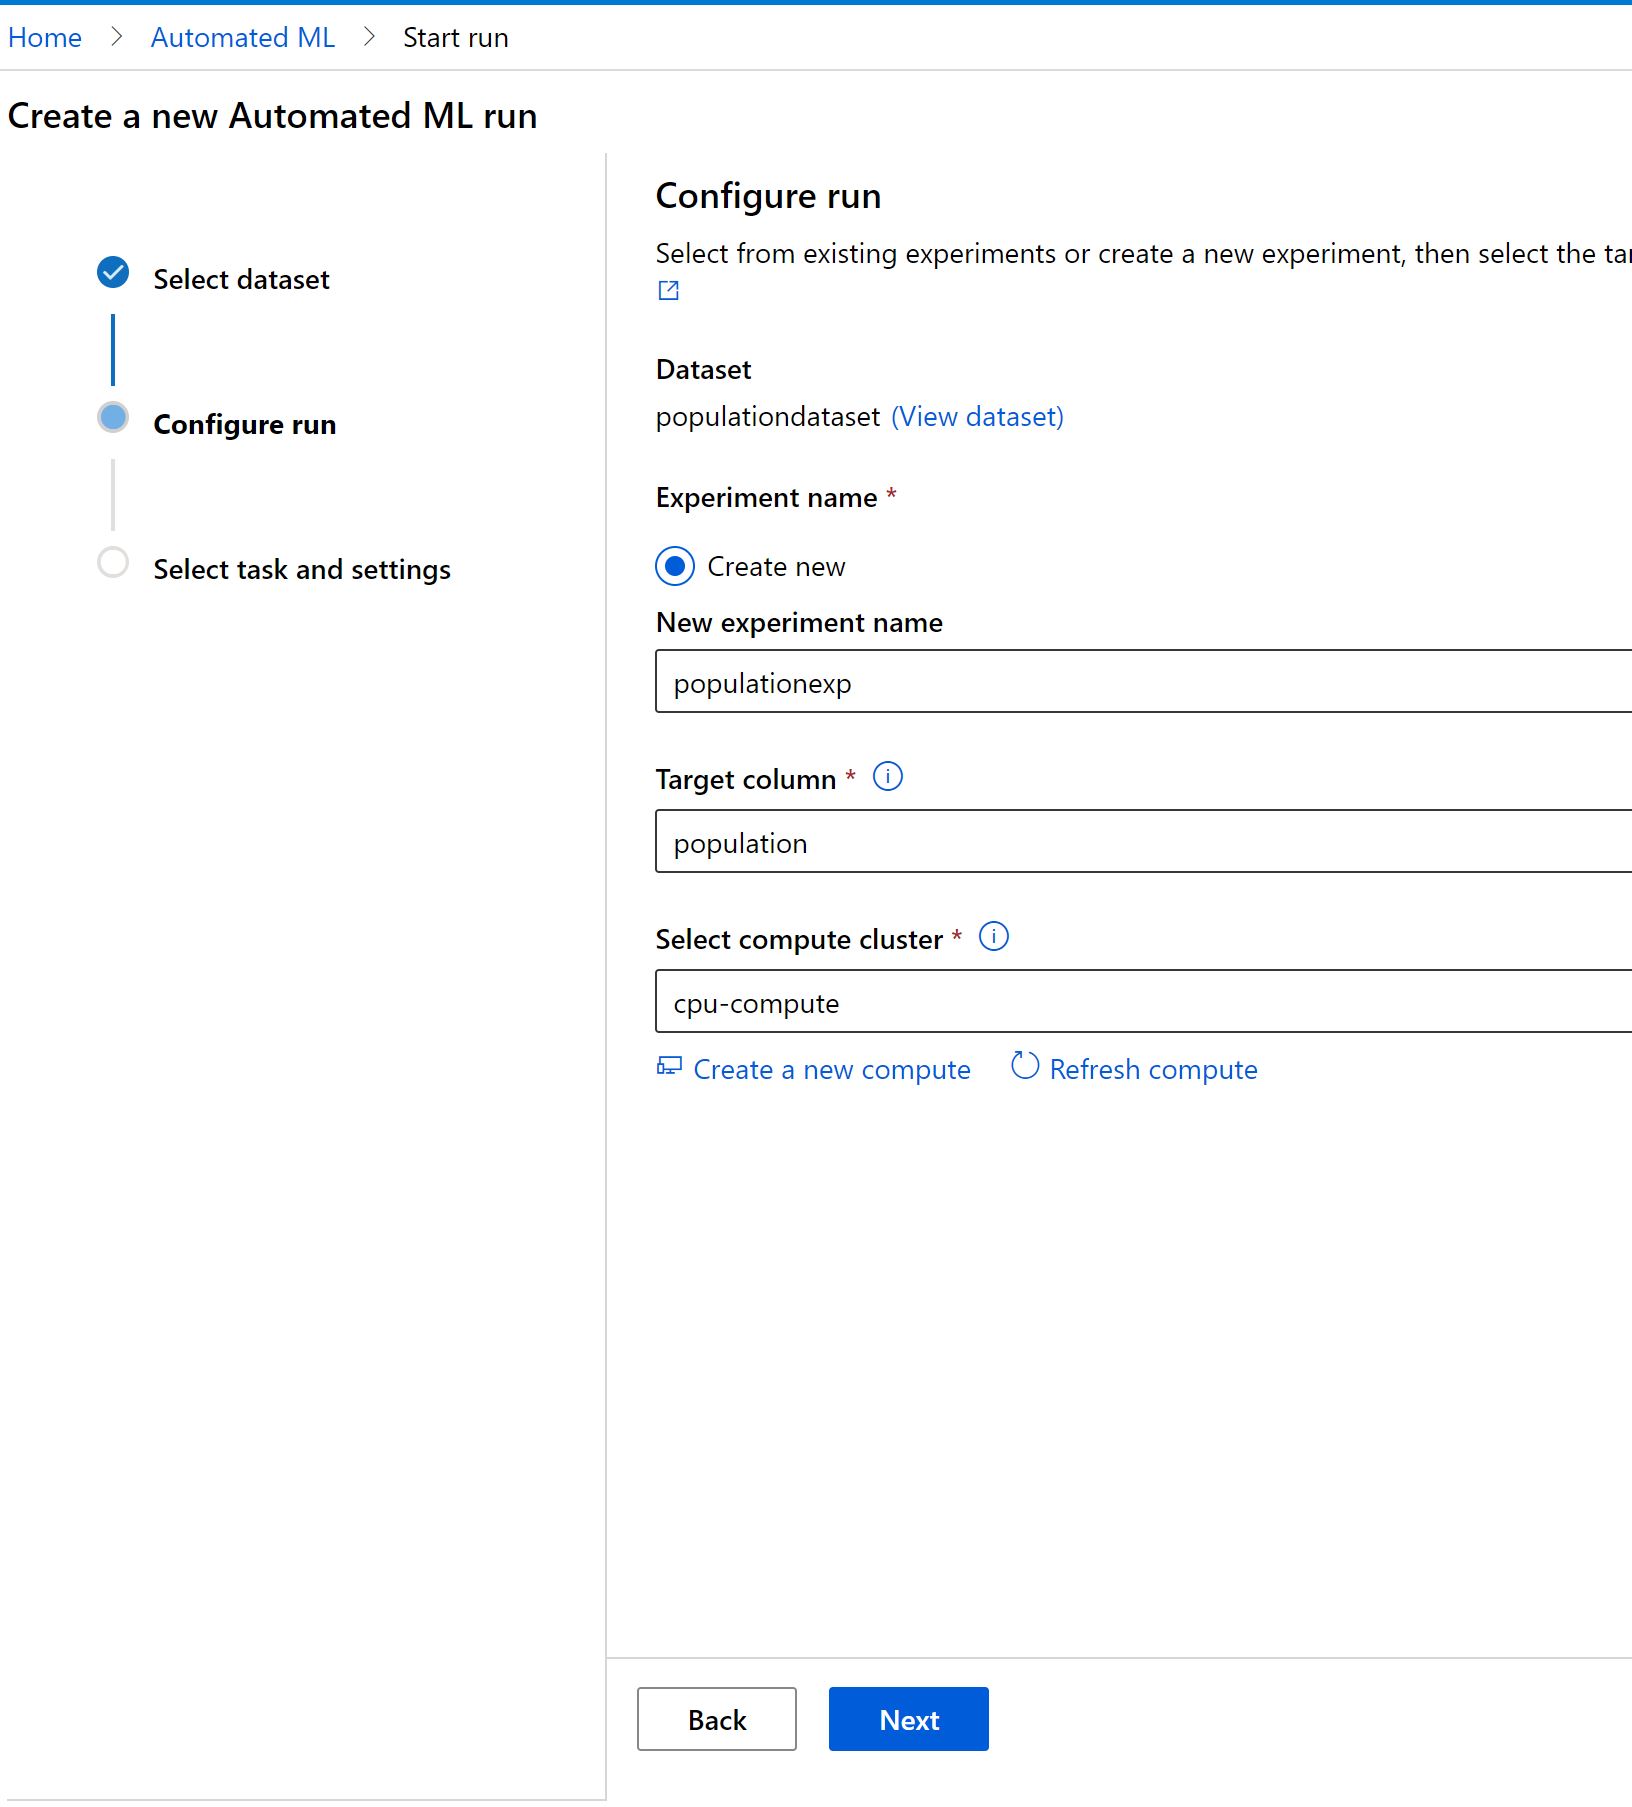 Home > Automated ML > Start run
Create a new Automated ML run
Select dataset
Configure run
Select task and settings
Configure run
Select from existing experiments or create a new experiment, then select the tar
Dataset
populationdataset (View dataset)
Experiment name *
Create new
New experiment name
populationexp
Target column *
population
Select compute cluster *
cpu-compute
Create a new compute Refresh compute
Back Next